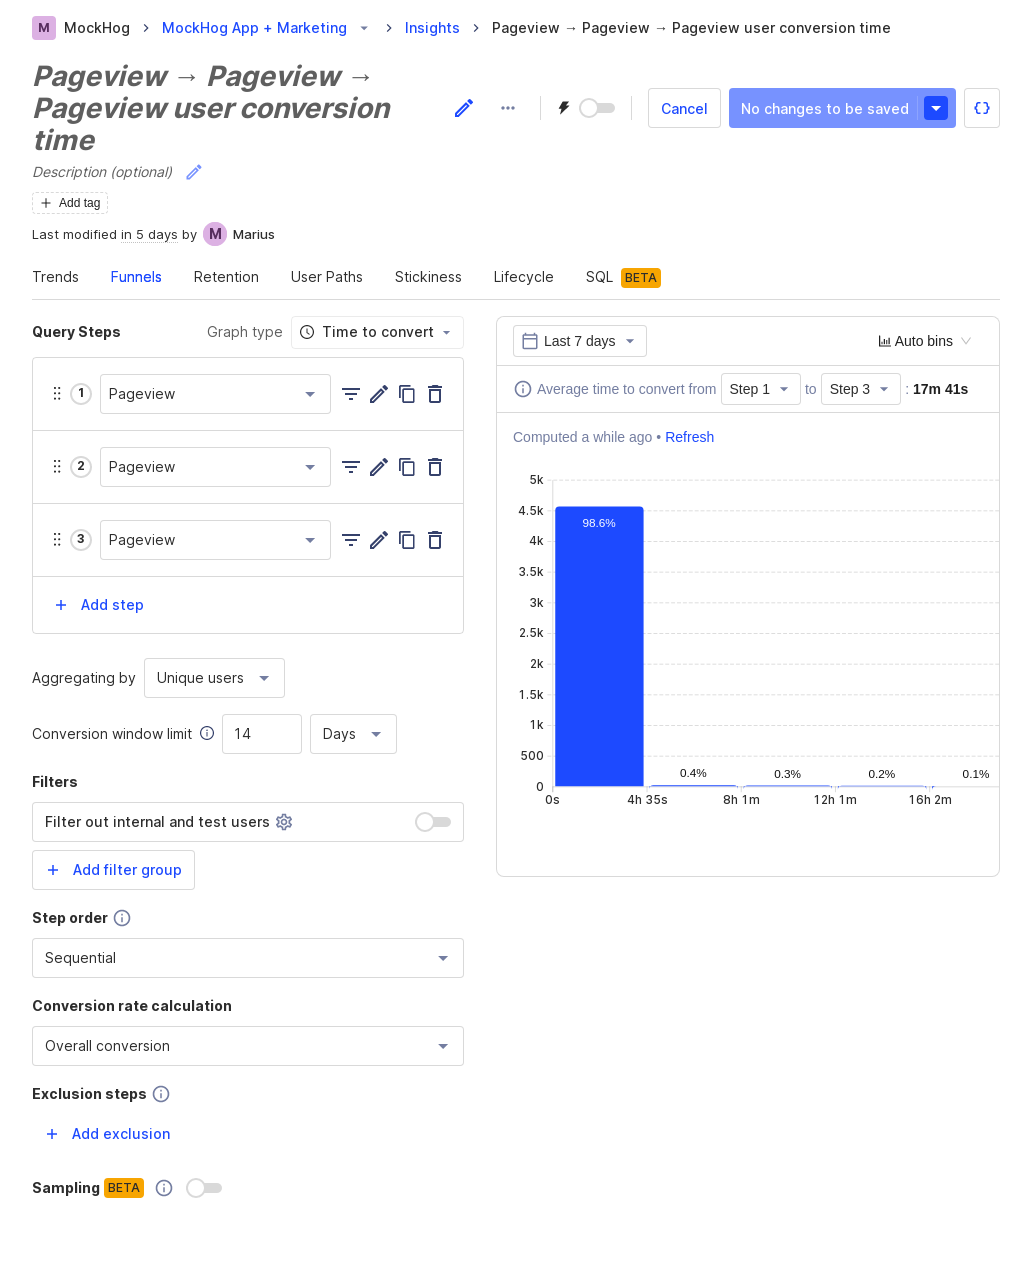 M MockHog > MockHog App + Marketing > Insights > Pageview → Pageview → Pageview user conversion time
Pageview → Pageview →
Pageview user conversion
time
Cancel No changes to be saved
Description (optional)
Add tag
Last modified in 5 days by M Marius
Trends Funnels Retention User Paths Stickiness Lifecycle SQL BETA
Query Steps Graph type Time to convert
1 Pageview
2 Pageview
3 Pageview
+ Add step
Aggregating by Unique users
Conversion window limit 14 Days
Filters
Filter out internal and test users
+ Add filter group
Step order
Sequential
Conversion rate calculation
Overall conversion
Exclusion steps
+ Add exclusion
Sampling BETA
Last 7 days Auto bins
Average time to convert from Step 1 to Step 3 : 17m 41s
Computed a while ago • Refresh
5k
4.5k
98.6%
4k
3.5k
3k
2.5k
2k
1.5k
1k
500
0.4% 0.3% 0.2% 0.1%
0
0s 4h 35s 8h 1m 12h 1m 16h 2m